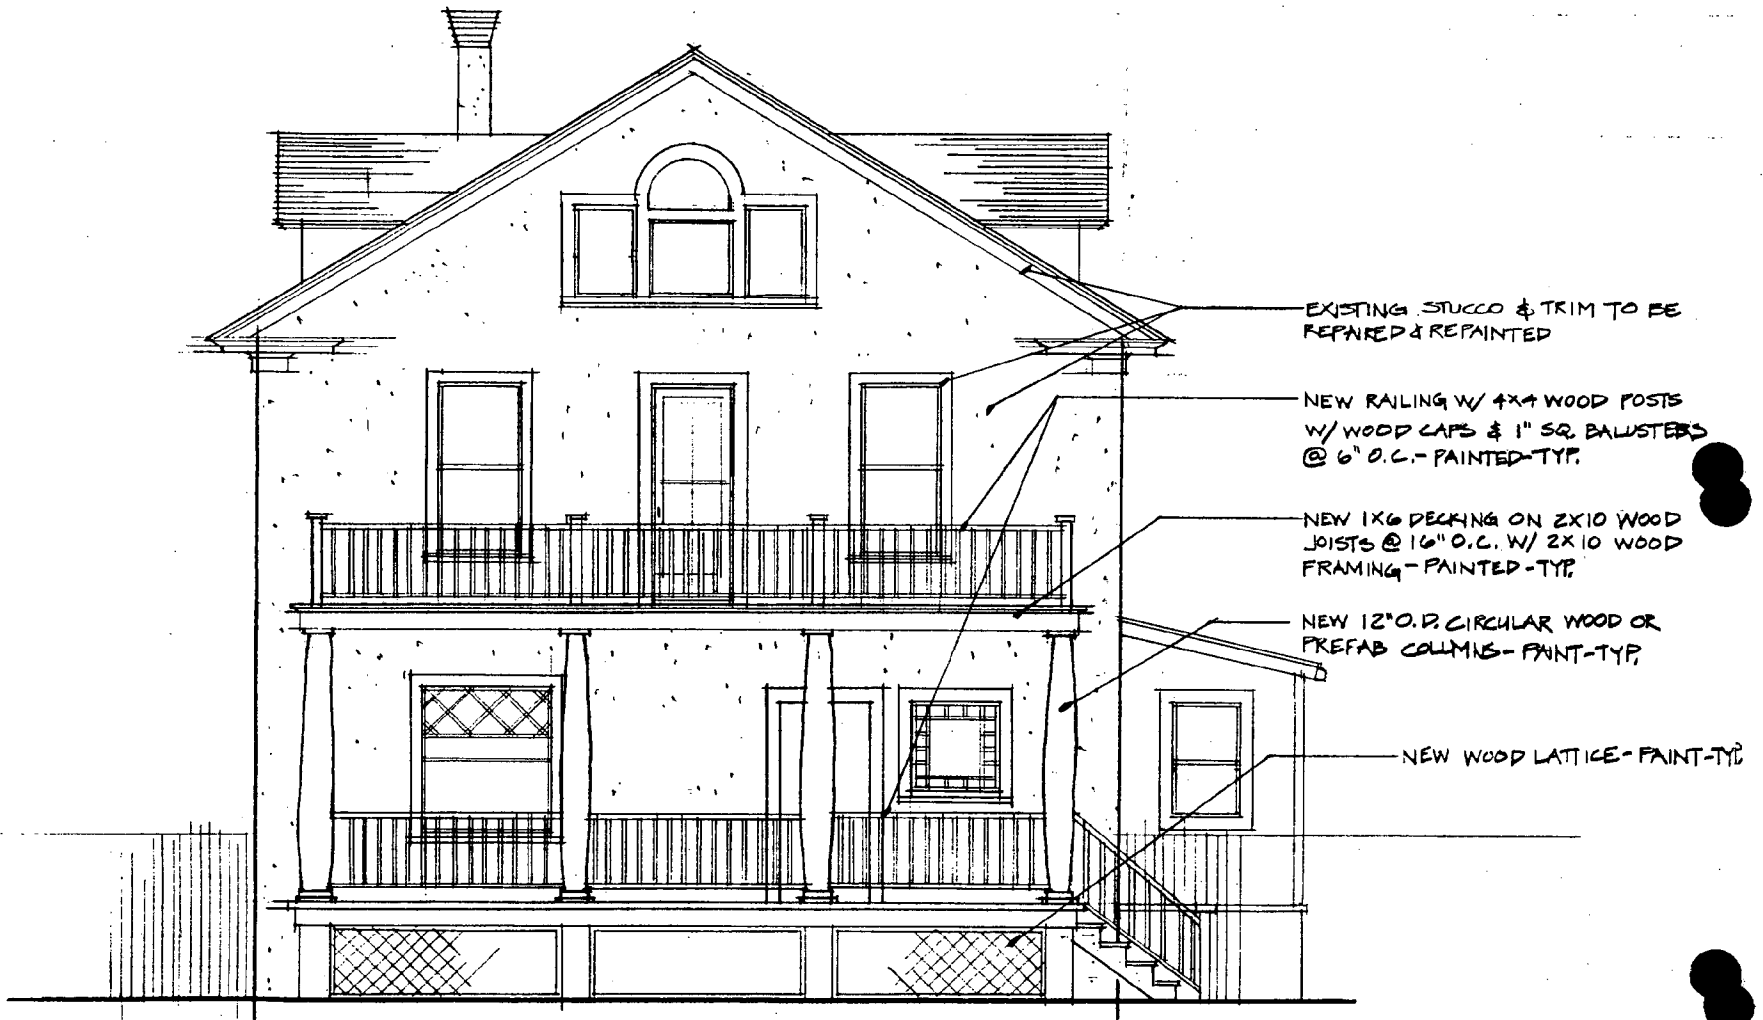 EXISTING STUCCO & TRIM TO BE
REPAIRED & REPAINTED
NEW RAILING W/ 4x4 WOOD POSTS
W/ WOOD CAPS & 1" SQ. BALUSTERS
@ 6" O.C.-PAINTED-TYP.
NEW 1X6 DECKING ON 2X10 WOOD
JOISTS @ 16" O.C. W/ 2X10 WOOD
FRAMING-PAINTED-TYP.
NEW 12" O.D. CIRCULAR WOOD OR
PREFAB COLUMNS-PAINT-TYP.
NEW WOOD LATTICE-PAINT-TYP.